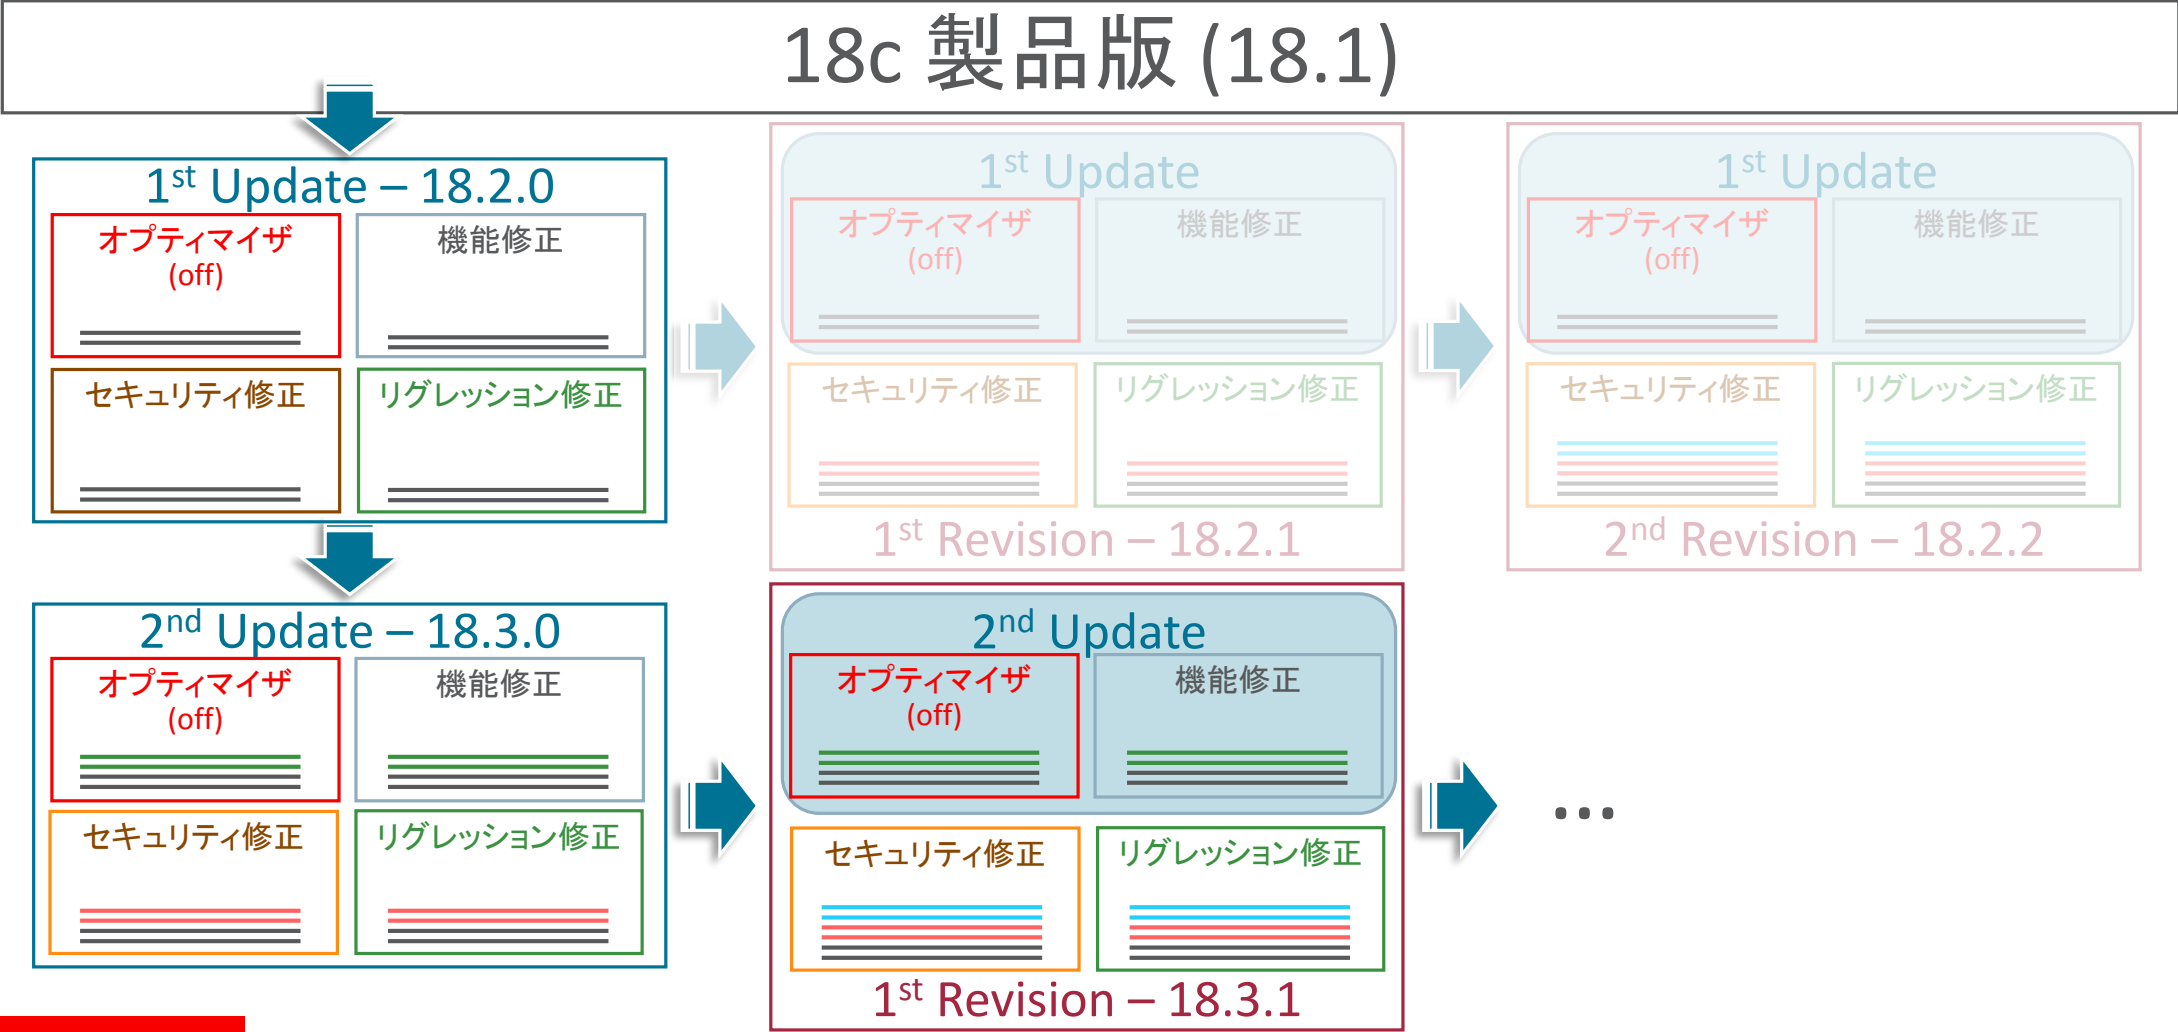 18c 製品版 (18.1)
1st Update – 18.2.0
オプティマイザ
(off)
機能修正
セキュリティ修正
リグレッション修正
1st Update
オプティマイザ
(off)
機能修正
セキュリティ修正
リグレッション修正
1st Revision – 18.2.1
1st Update
オプティマイザ
(off)
機能修正
セキュリティ修正
リグレッション修正
2nd Revision – 18.2.2
2nd Update – 18.3.0
オプティマイザ
(off)
機能修正
セキュリティ修正
リグレッション修正
2nd Update
オプティマイザ
(off)
機能修正
セキュリティ修正
リグレッション修正
1st Revision – 18.3.1
…